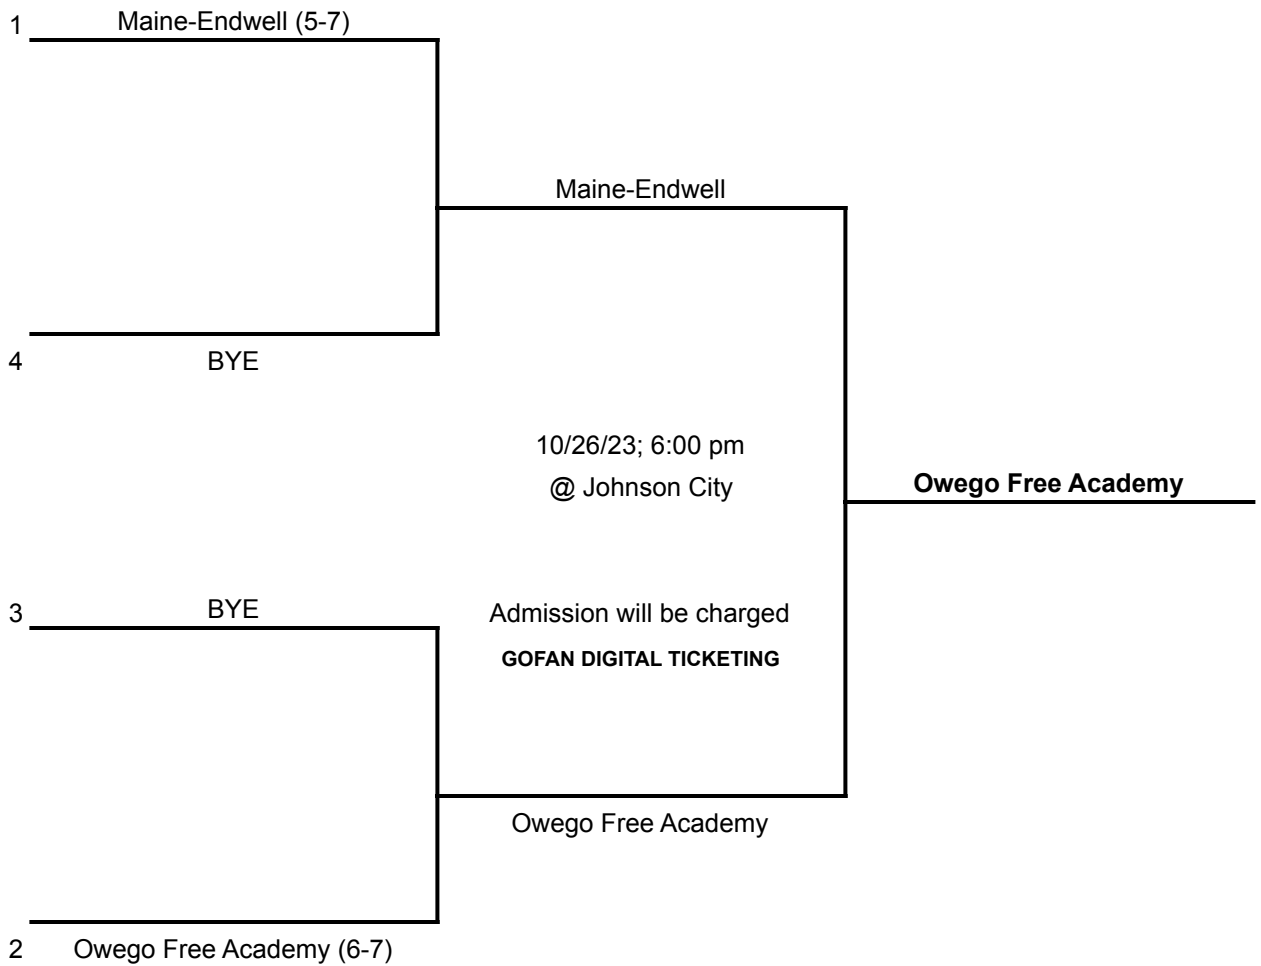 1 Maine-Endwell (5-7)
Maine-Endwell
4 BYE
10/26/23; 6:00 pm
@ Johnson City
Owego Free Academy
3 BYE
Admission will be charged
GOFAN DIGITAL TICKETING
Owego Free Academy
2 Owego Free Academy (6-7)